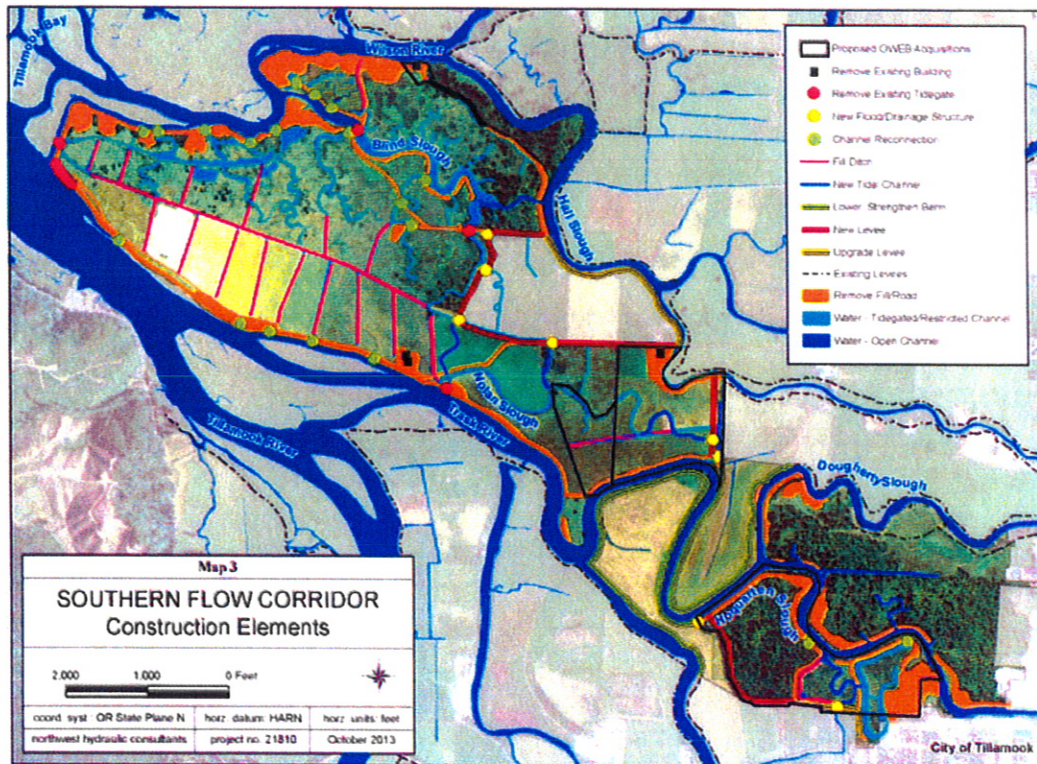 Tillamook Bay
Wilson River
Blind Slough
Hall Slough
Nolan Slough
Trask River
Tillamook River
Dougherty Slough
Hoquarten Slough
City of Tillamook
Proposed OWEB Acquisitions
Remove Existing Building
Remove Existing Tidegate
New Flood/Drainage Structure
Channel Reconnection
Fill Ditch
New Tidal Channel
Lower, Strengthen Berm
New Levee
Upgrade Levee
Existing Levees
Remove Fill/Road
Water - Tidegated/Restricted Channel
Water - Open Channel
Map 3
SOUTHERN FLOW CORRIDOR
Construction Elements
2,000 1,000 0 Feet
coord. syst.: OR State Plane N horz. datum: HARN horz. units: feet
northwest hydraulic consultants project no. 21810 October 2013